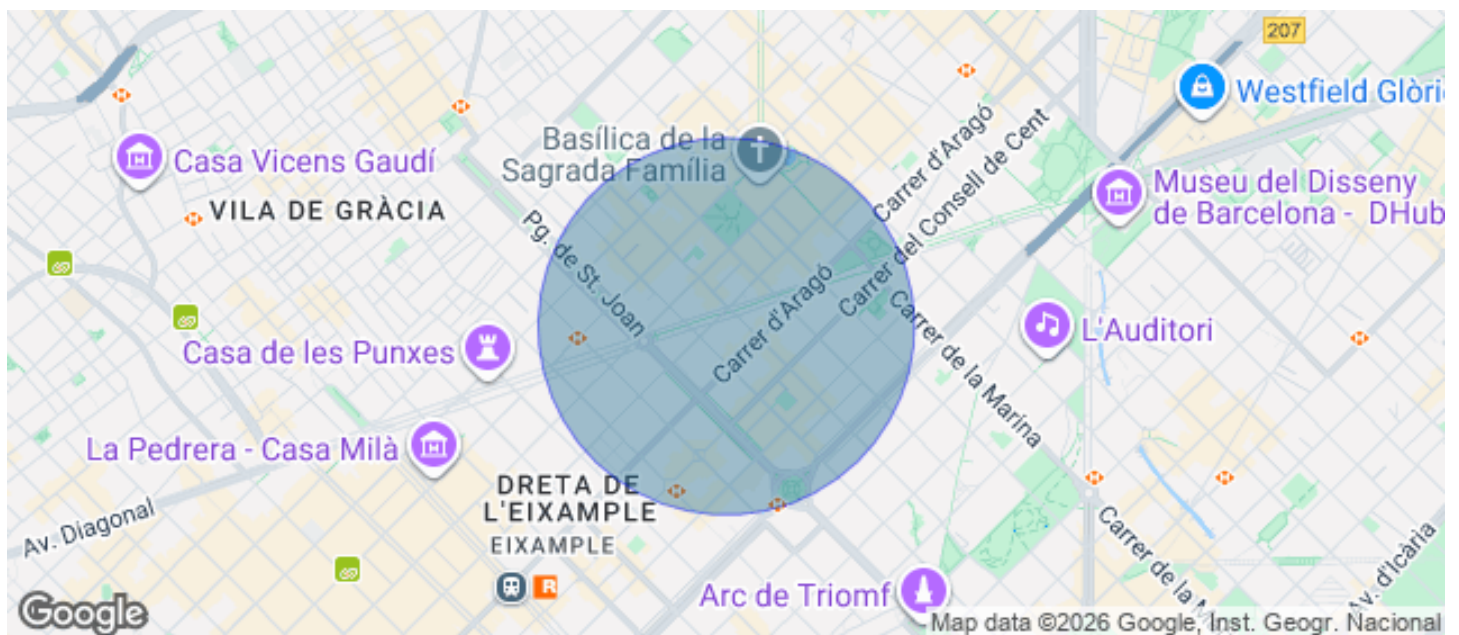 207
Westfield Glòri
Basílica de la
Sagrada Família
Casa Vicens Gaudí
Carrer d'Aragó
Carrer del Consell de Cent
Museu del Disseny
de Barcelona - DHub
VILA DE GRÀCIA
Pg. de St. Joan
Carrer d'Aragó
Carrer de la Marina
L'Auditori
Casa de les Punxes
La Pedrera - Casa Milà
DRETA DE
L'EIXAMPLE
EIXAMPLE
Av. Diagonal
R
Arc de Triomf
Carrer de la M
Av. d'Icària
Google
Map data ©2026 Google, Inst. Geogr. Nacional